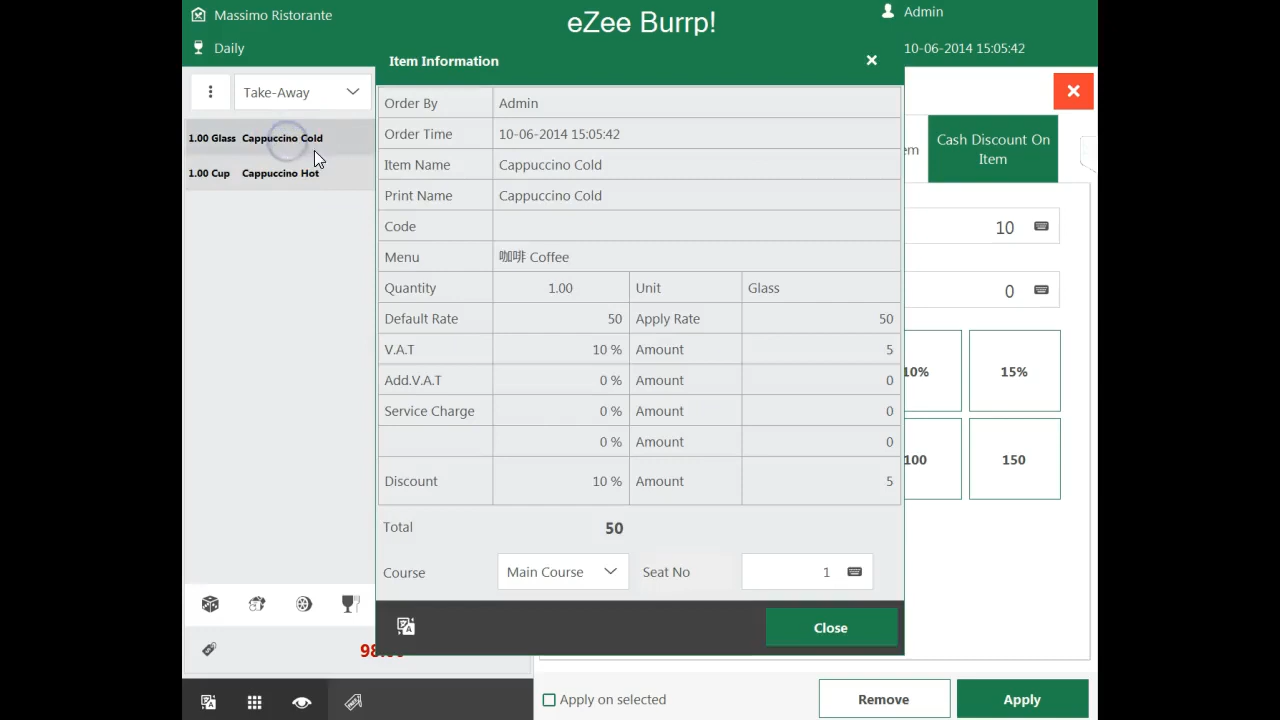 Massimo Ristorante
eZee Burrp!
Admin
Daily
10-06-2014 15:05:42
Item Information
Take-Away
1.00 Glass Cappuccino Cold
1.00 Cup Cappuccino Hot
Order By Admin
Order Time 10-06-2014 15:05:42
Item Name Cappuccino Cold
Print Name Cappuccino Cold
Code
Menu 咖啡 Coffee
Quantity 1.00 Unit Glass
Default Rate 50 Apply Rate 50
V.A.T 10 % Amount 5
Add.V.A.T 0 % Amount 0
Service Charge 0 % Amount 0
0 % Amount 0
Discount 10 % Amount 5
Total 50
Course Main Course Seat No 1
Close
Cash Discount On
Item
10
0
10% 15%
100 150
Apply on selected
Remove
Apply